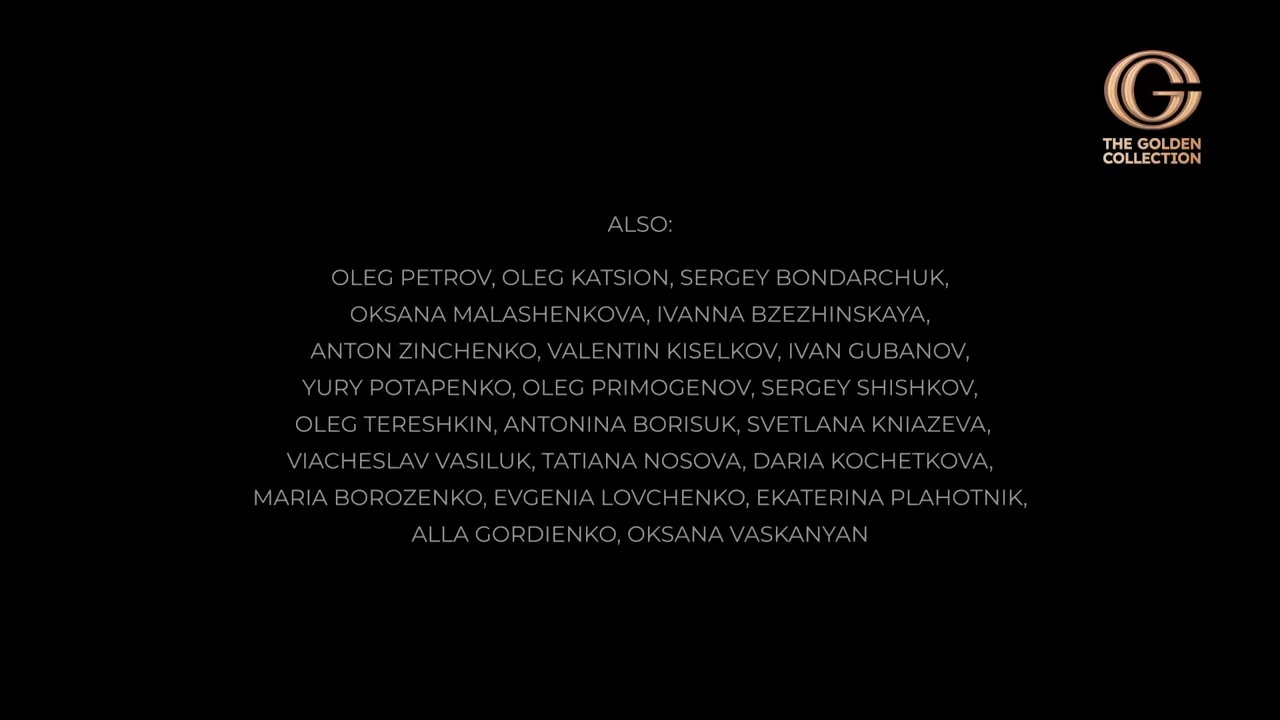 THE GOLDEN
COLLECTION
ALSO:
OLEG PETROV, OLEG KATSION, SERGEY BONDARCHUK,
OKSANA MALASHENKOVA, IVANNA BZEZHINSKAYA,
ANTON ZINCHENKO, VALENTIN KISELKOV, IVAN GUBANOV,
YURY POTAPENKO, OLEG PRIMOGENOV, SERGEY SHISHKOV,
OLEG TERESHKIN, ANTONINA BORISUK, SVETLANA KNIAZEVA,
VIACHESLAV VASILUK, TATIANA NOSOVA, DARIA KOCHETKOVA,
MARIA BOROZENKO, EVGENIA LOVCHENKO, EKATERINA PLAHOTNIK,
ALLA GORDIENKO, OKSANA VASKANYAN